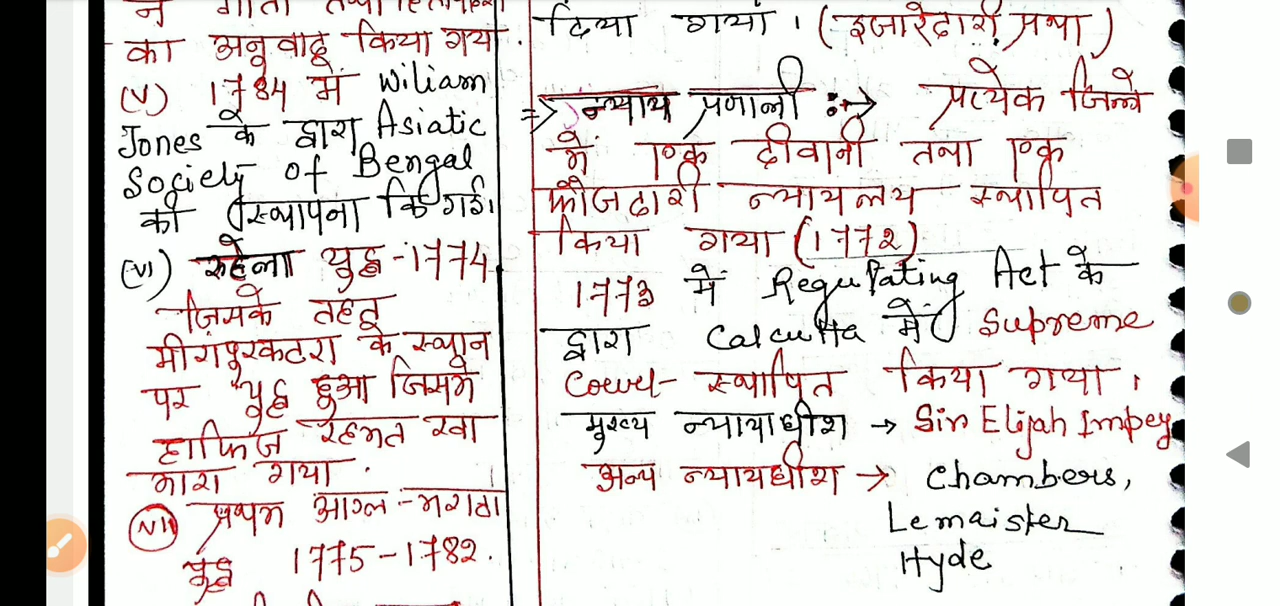 का अनुवाद किया गया.
(V) 1784 में Wiliam
Jones के द्वारा Asiatic
Society of Bengal
की स्थापना कि गई।
(VI) रुहेला युद्ध - 1774
जिसके तहत
मीरापुरकटरा के स्थान
पर युद्ध हुआ जिसमे
हाफिज रहमत खा
मारा गया.
(VII) प्रथम आंग्ल-मराठा
युद्ध 1775-1782.
दिया गया। (इजारेदारी प्रथा)
=> न्याय प्रणाली :-> प्रत्येक जिले
में एक दीवानी तथा एक
फौजदारी न्यायलय स्थापित
किया गया (1772)
1773 में Regulating Act के
द्वारा Calcutta में Supreme
Court स्थापित किया गया।
मुख्य न्यायाधीश → Sir Elijah Impey
अन्य न्यायधीश → Chambers,
Lemaister
Hyde